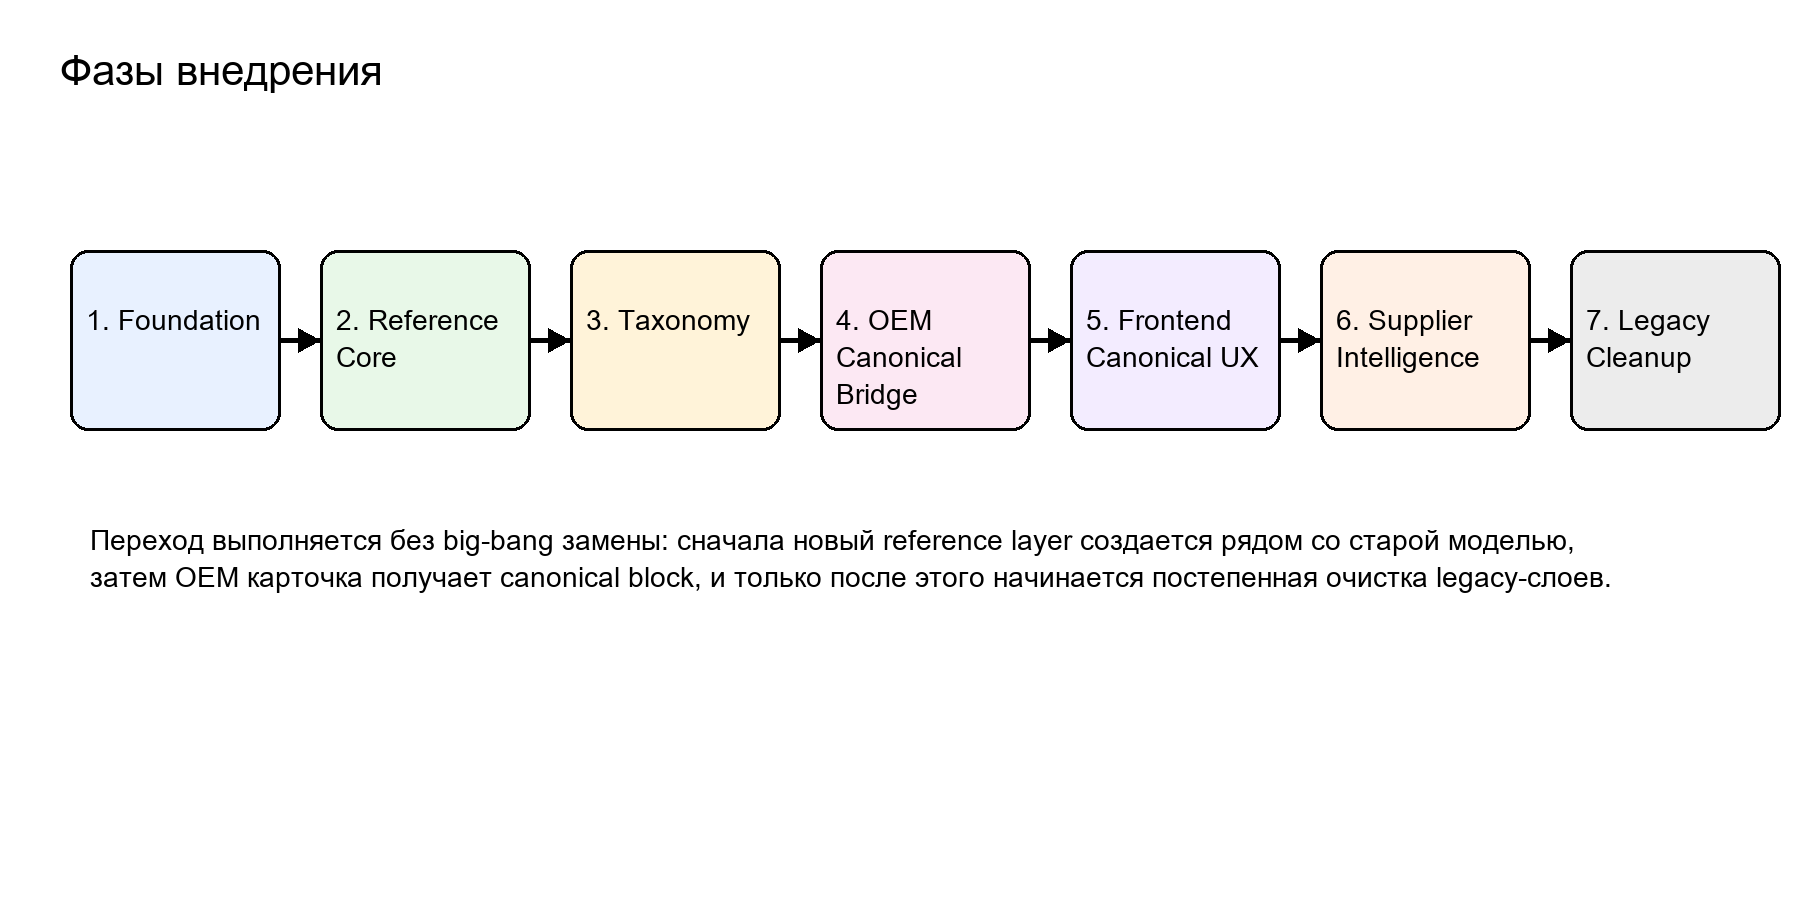 Фазы внедрения
1. Foundation
2. Reference
Core
3. Taxonomy
4. OEM
Canonical
Bridge
5. Frontend
Canonical UX
6. Supplier
Intelligence
7. Legacy
Cleanup
Переход выполняется без big-bang замены: сначала новый reference layer создается рядом со старой моделью,
затем OEM карточка получает canonical block, и только после этого начинается постепенная очистка legacy-слоев.